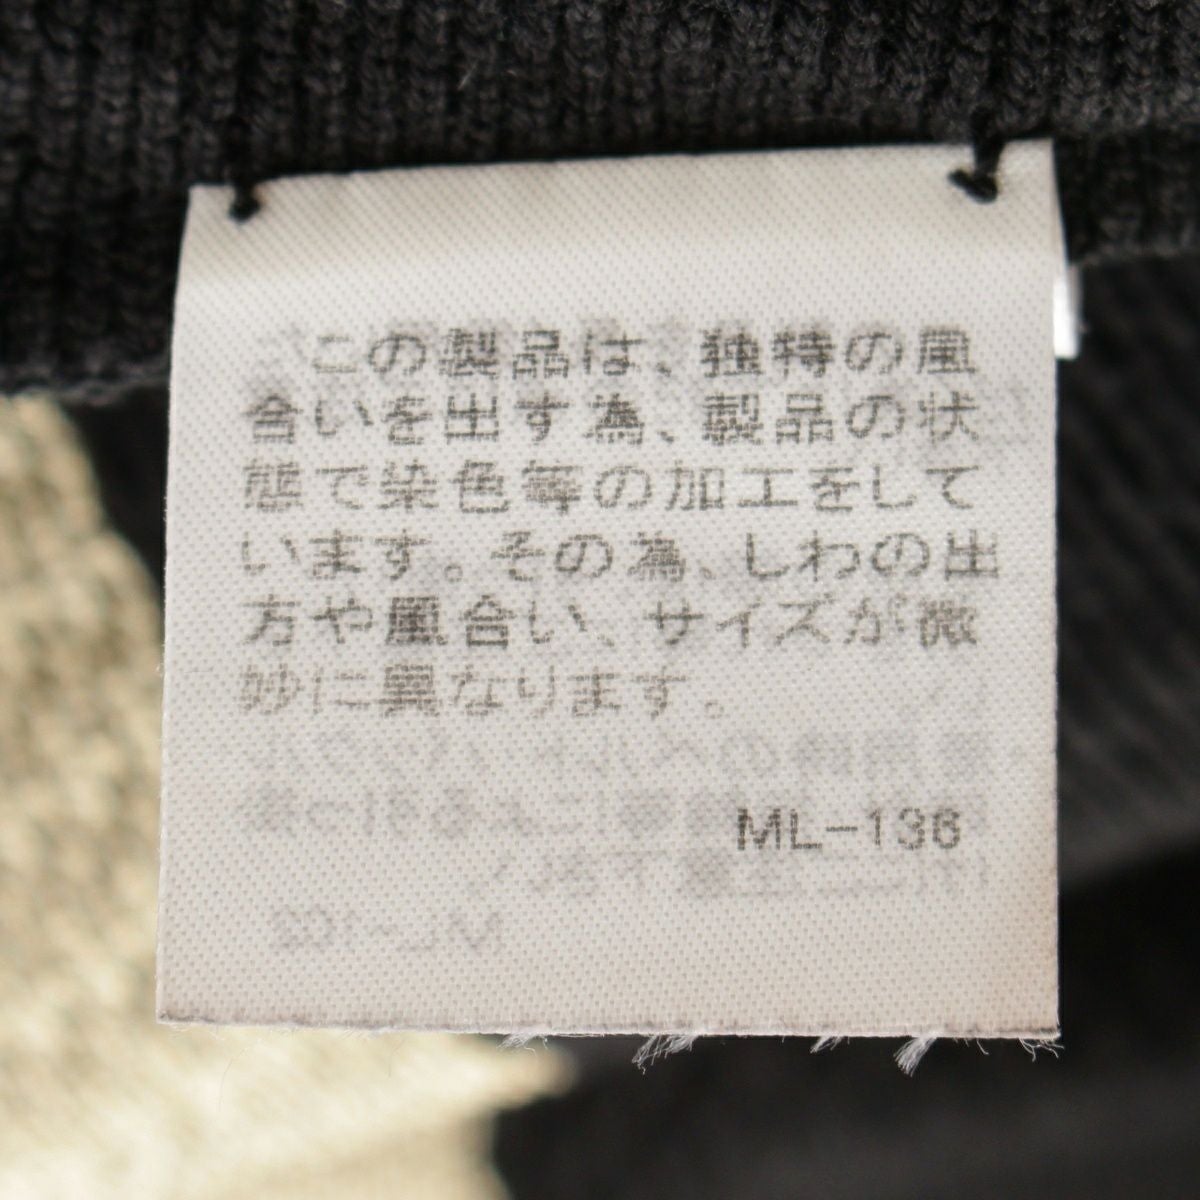 この製品は、独特の風
合いを出す為、製品の状
態で染色等の加工をして
います。その為、しわの出
方や風合い、サイズが微
妙に異なります。
ML-136